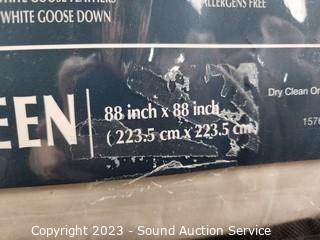 WHITE GOOSE FEATHERS
WHITE GOOSE DOWN
ALLERGENS FREE
EEN
88 inch x 88 inch
(223.5 cm x 223.5 cm
Dry Clean On
1576
Copyright 2023 - Sound Auction Service